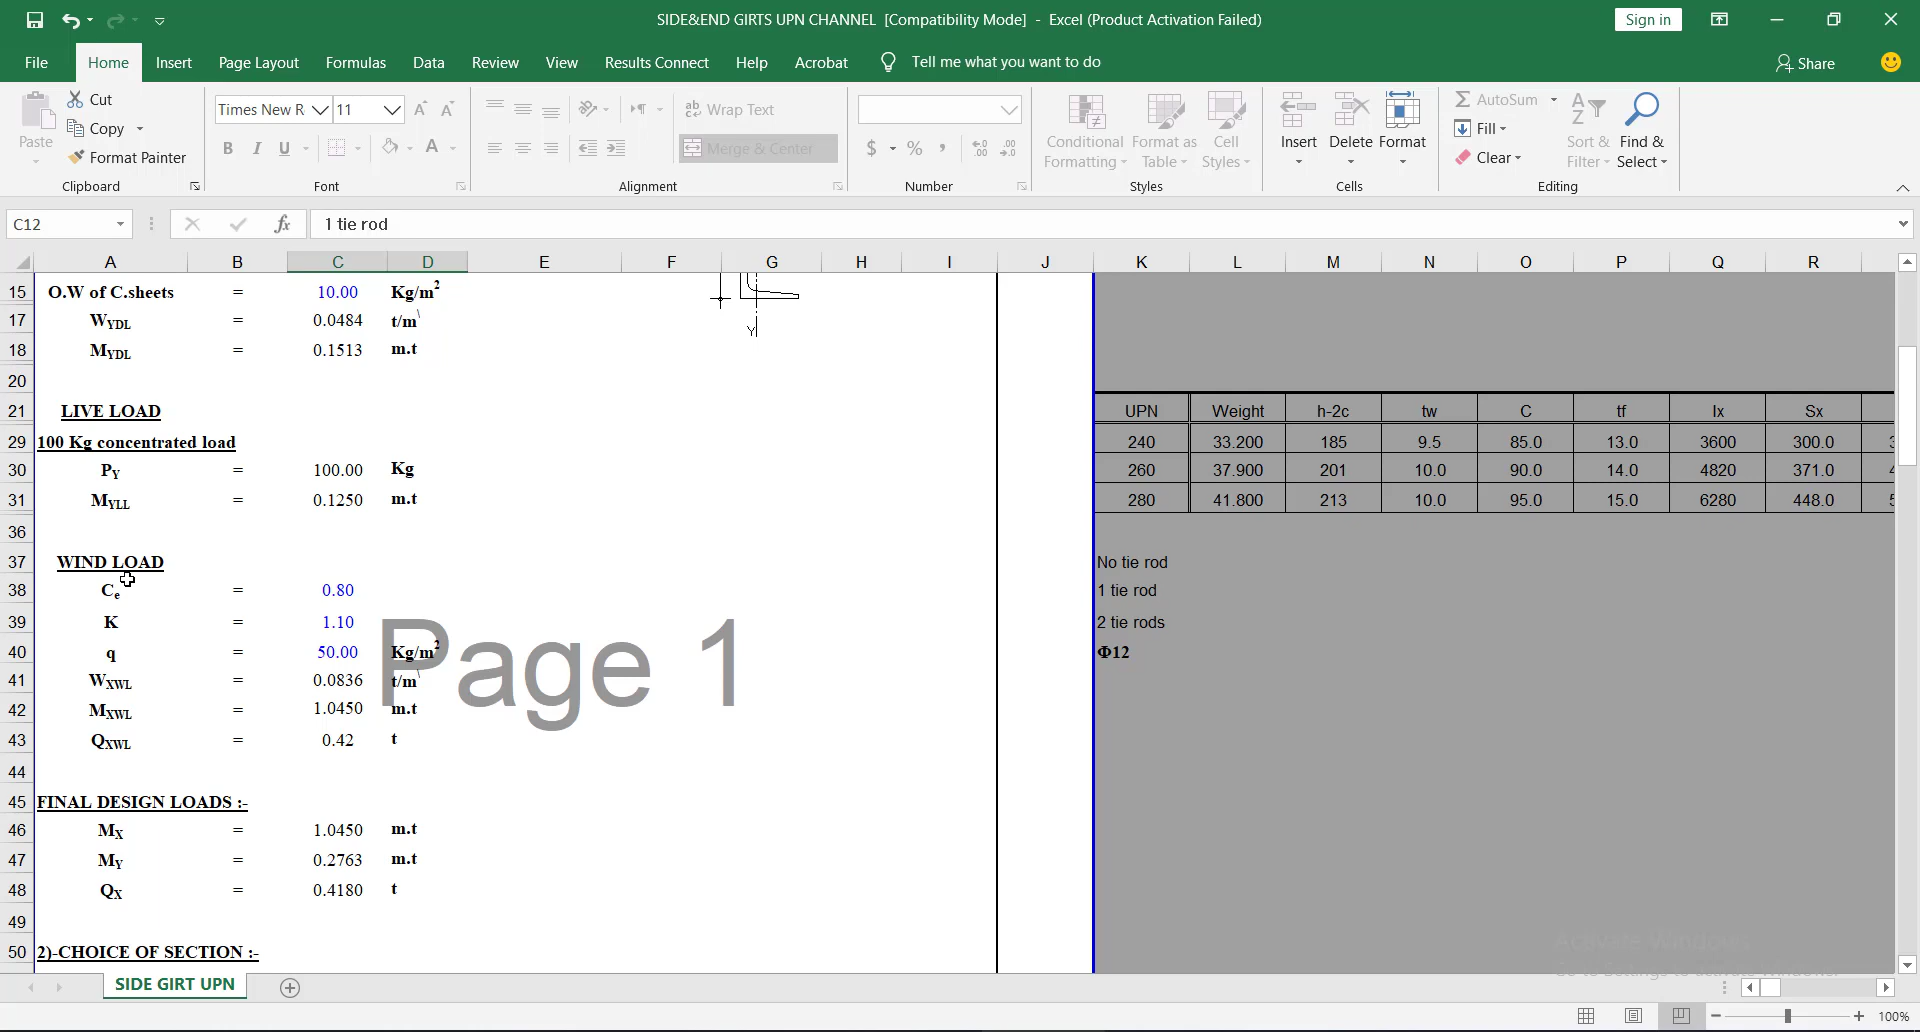 SIDE&END GIRTS UPN CHANNEL [Compatibility Mode] - Excel (Product Activation Failed)
Sign in
File Home Insert Page Layout Formulas Data Review View Results Connect Help Acrobat Tell me what you want to do Share
Paste
Cut
Copy
Format Painter
Clipboard
Times New R 11
B I U
Font
Wrap Text
Merge & Center
Alignment
$ % ,
Number
Conditional Formatting
Format as Table
Cell Styles
Styles
Insert Delete Format
Cells
AutoSum
Fill
Clear
Sort & Filter
Find & Select
Editing
C12 fx 1 tie rod
A B C D E F G H I J K L M N O P Q R
15 O.W of C.sheets = 10.00 Kg/m2
17 WYDL = 0.0484 t/m\
Y
18 MYDL = 0.1513 m.t
20
21 LIVE LOAD UPN Weight h-2c tw C tf Ix Sx
29 100 Kg concentrated load 240 33.200 185 9.5 85.0 13.0 3600 300.0
30 PY = 100.00 Kg 260 37.900 201 10.0 90.0 14.0 4820 371.0
31 MYLL = 0.1250 m.t 280 41.800 213 10.0 95.0 15.0 6280 448.0
36
37 WIND LOAD No tie rod
38 Ce = 0.80 1 tie rod
39 K = 1.10 2 tie rods
40 q = 50.00 Kg/m2 Φ12
Page 1
41 WXWL = 0.0836 t/m\
42 MXWL = 1.0450 m.t
43 QXWL = 0.42 t
44
45 FINAL DESIGN LOADS :-
46 MX = 1.0450 m.t
47 MY = 0.2763 m.t
48 QX = 0.4180 t
49
50 2)-CHOICE OF SECTION :-
Activate Windows
Go to Settings to activate Windows.
SIDE GIRT UPN
100%